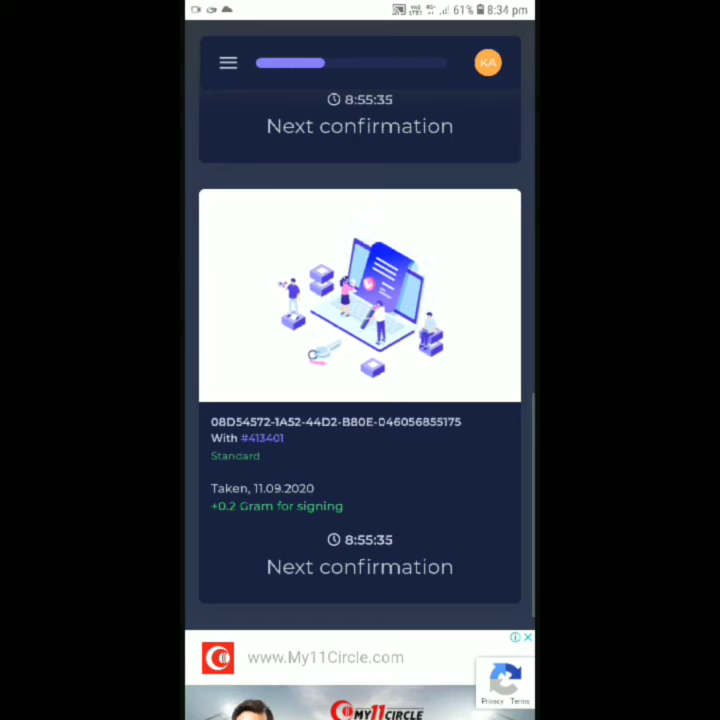 61% 8:34 pm
KA
8:55:35
Next confirmation
08D54572-1A52-44D2-B80E-046056855175
With #413401
Standard
Taken, 11.09.2020
+0.2 Gram for signing
8:55:35
Next confirmation
www.My11Circle.com
Privacy - Terms
MY11CIRCLE